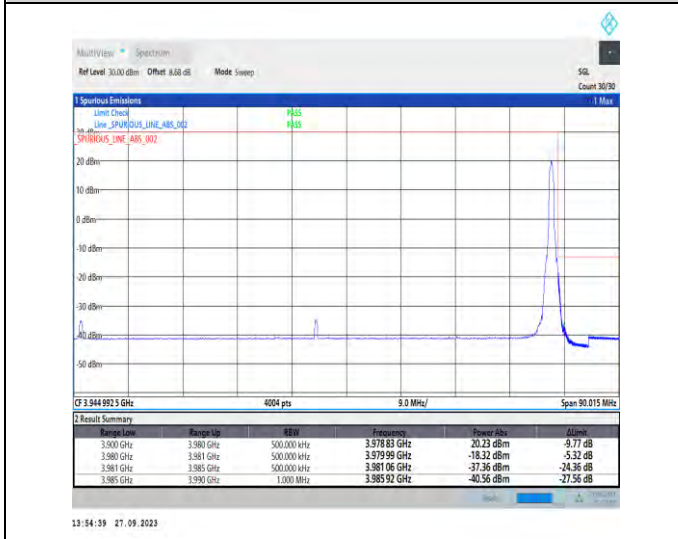 MultiView Spectrum
Ref Level 30.00 dBm Offset 8.68 dB Mode Sweep SGL
Count 30/30
1 Spurious Emissions 1 Max
Limit Check PASS
Line _SPURIOUS_LINE_ABS_002 PASS
_SPURIOUS_LINE_ABS_002
20 dBm
10 dBm
0 dBm
-10 dBm
-20 dBm
-30 dBm
-40 dBm
-50 dBm
CF 3.944 992 5 GHz 4004 pts 9.0 MHz/ Span 90.015 MHz
2 Result Summary
Range Low Range Up RBW Frequency Power Abs ΔLimit
3.900 GHz 3.980 GHz 500.000 kHz 3.978 83 GHz 20.23 dBm -9.77 dB
3.980 GHz 3.981 GHz 500.000 kHz 3.979 99 GHz -18.32 dBm -5.32 dB
3.981 GHz 3.985 GHz 500.000 kHz 3.981 06 GHz -37.36 dBm -24.36 dB
3.985 GHz 3.990 GHz 1.000 MHz 3.985 92 GHz -40.56 dBm -27.56 dB
13:54:39 27.09.2023